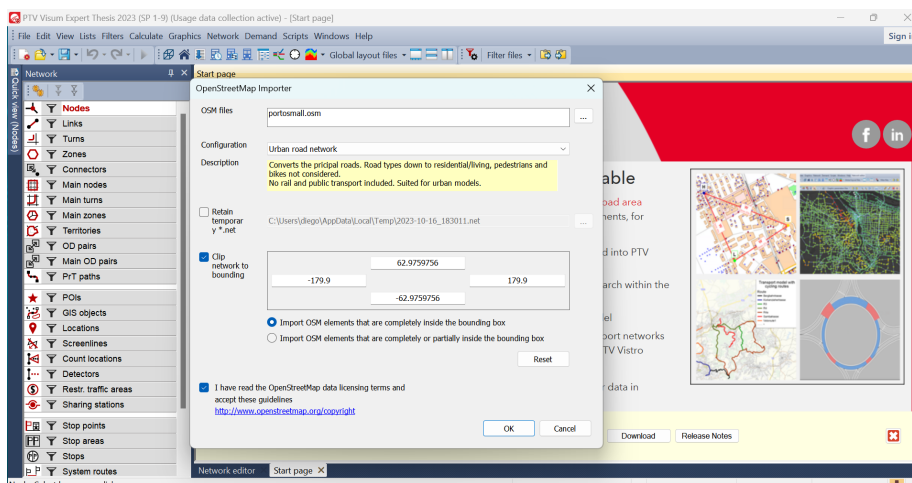 PTV Visum Expert Thesis 2023 (SP 1-9) (Usage data collection active) - [Start page]
File Edit View Lists Filters Calculate Graphics Network Demand Scripts Windows Help
Sign i
Global layout files
Filter files
Quick view (Nodes)
Network
Nodes
Links
Turns
Zones
Connectors
Main nodes
Main turns
Main zones
Territories
OD pairs
Main OD pairs
PrT paths
POIs
GIS objects
Locations
Screenlines
Count locations
Detectors
Restr. traffic areas
Sharing stations
Stop points
Stop areas
Stops
System routes
Start page
OpenStreetMap Importer
OSM files
portosmall.osm
...
Configuration
Urban road network
Description
Converts the pricipal roads. Road types down to residential/living, pedestrians and
bikes not considered.
No rail and public transport included. Suited for urban models.
Retain
temporar
y *.net
C:\Users\diego\AppData\Local\Temp\2023-10-16_183011.net
...
Clip
network to
bounding
62.9759756
-179.9
179.9
-62.9759756
Import OSM elements that are completely inside the bounding box
Import OSM elements that are completely or partially inside the bounding box
Reset
I have read the OpenStreetMap data licensing terms and
accept these guidelines
http://www.openstreetmap.org/copyright
OK
Cancel
f in
able
oad area
ments, for
d into PTV
arch within the
el
port networks
TV Vistro
r data in
Transport model with
cycling routes
Download
Release Notes
Network editor
Start page